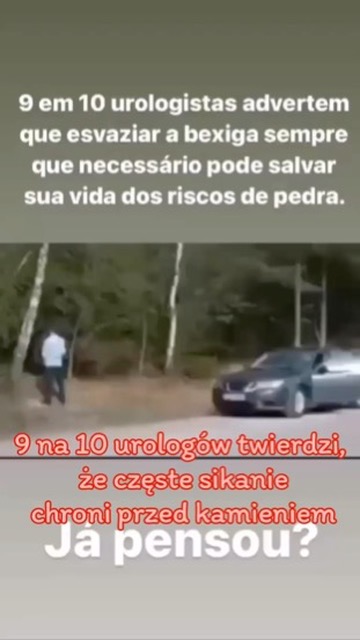 9 em 10 urologistas advertem
que esvaziar a bexiga sempre
que necessário pode salvar
sua vida dos riscos de pedra.
9 na 10 urologów twierdzi,
że częste sikanie
chroni przed kamieniem
Já pensou?